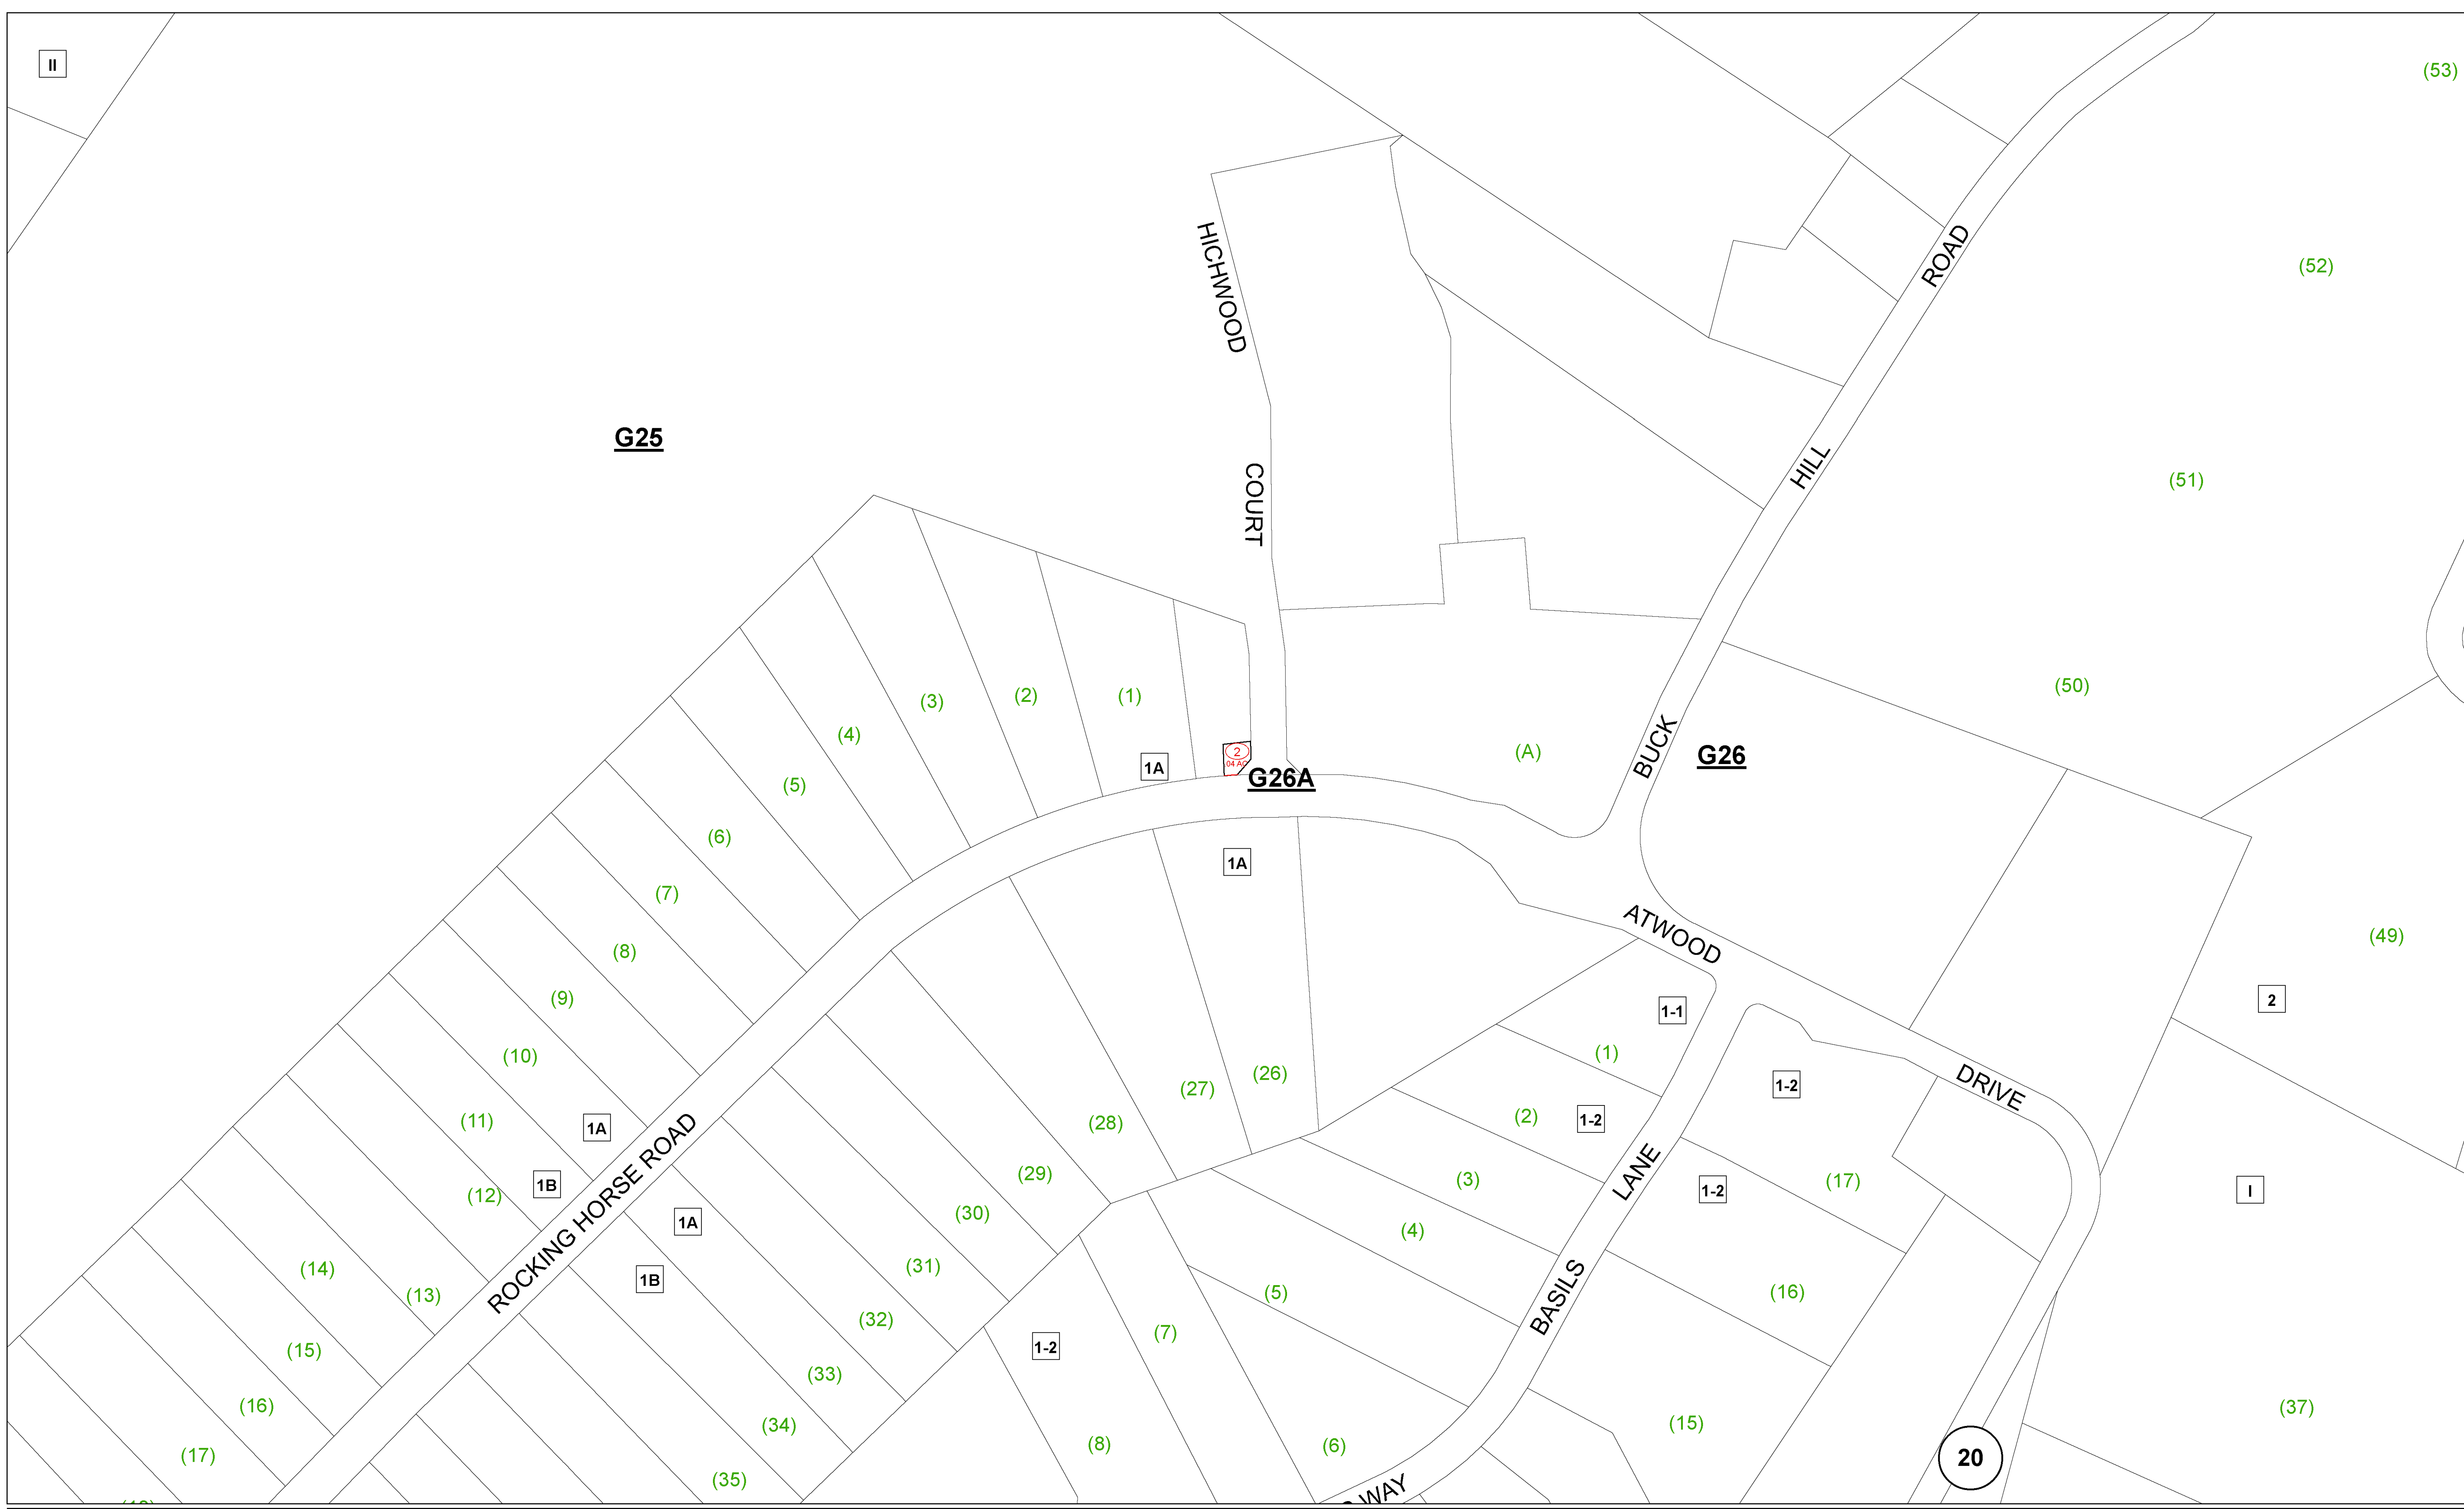 II
(53)
(52)
HICHWOOD
ROAD
G25
HILL
COURT
(51)
(50)
(1)
(2)
(3)
(4)
(5)
(6)
(7)
(8)
(9)
(10)
(11)
(12)
(13)
(14)
(15)
(16)
(17)
1A
2
.04 AC
G26A
(A)
BUCK
G26
1A
ATWOOD
(49)
2
1-1
(1)
(2)
1-2
(3)
(4)
(5)
(6)
(7)
(8)
1-2
1-2
DRIVE
1-2
(17)
(16)
(15)
LANE
BASILS
WAY
I
(37)
20
(26)
(27)
(28)
(29)
(30)
(31)
(32)
(33)
(34)
(35)
1A
1B
ROCKING HORSE ROAD
1A
1B